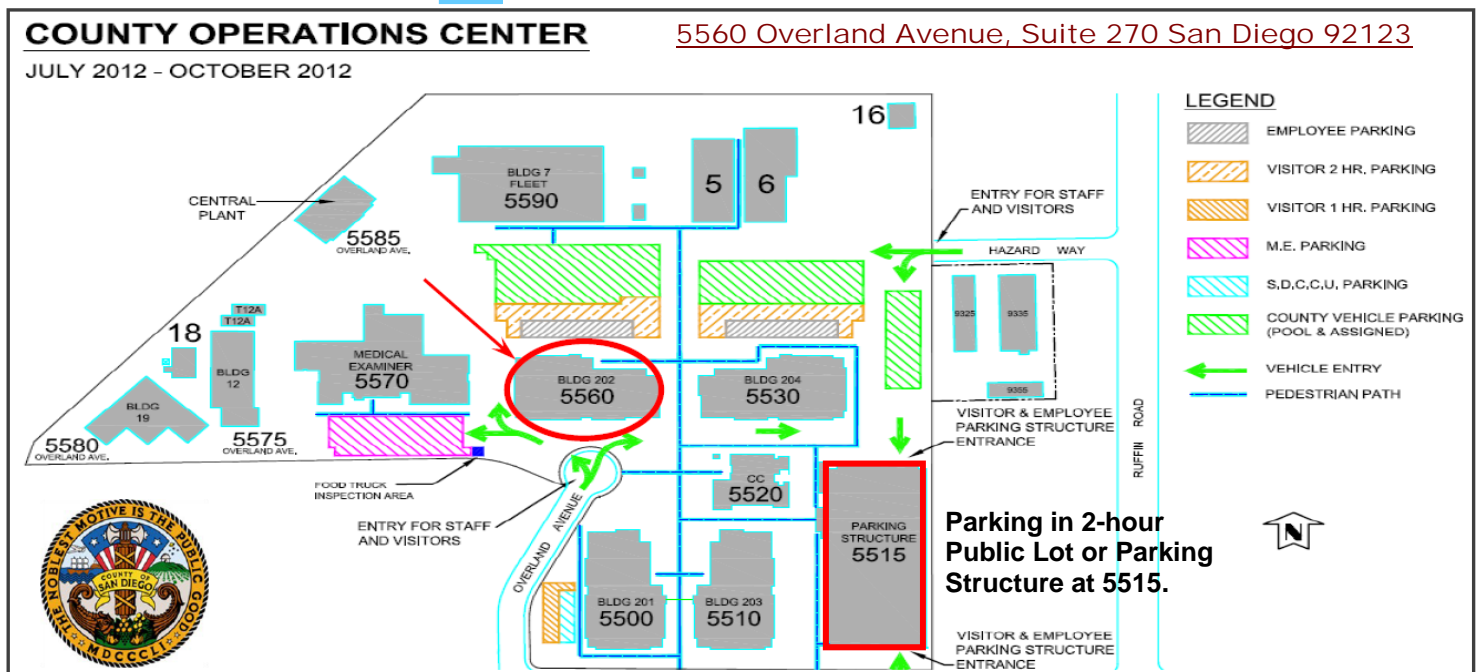 COUNTY OPERATIONS CENTER
5560 Overland Avenue, Suite 270 San Diego 92123
JULY 2012 - OCTOBER 2012
16
LEGEND
EMPLOYEE PARKING
VISITOR 2 HR. PARKING
VISITOR 1 HR. PARKING
M.E. PARKING
S.D.C.C.U. PARKING
COUNTY VEHICLE PARKING
(POOL & ASSIGNED)
VEHICLE ENTRY
PEDESTRIAN PATH
BLDG 7
FLEET
5590
5
6
CENTRAL
PLANT
5585
OVERLAND AVE.
ENTRY FOR STAFF
AND VISITORS
HAZARD WAY
9325
9335
9355
T12A
T12A
18
BLDG
12
BLDG
19
5580
OVERLAND AVE.
5575
OVERLAND AVE.
MEDICAL
EXAMINER
5570
BLDG 202
5560
BLDG 204
5530
VISITOR & EMPLOYEE
PARKING STRUCTURE
ENTRANCE
RUFFIN ROAD
FOOD TRUCK
INSPECTION AREA
ENTRY FOR STAFF
AND VISITORS
OVERLAND AVENUE
CC
5520
PARKING
STRUCTURE
5515
Parking in 2-hour
Public Lot or Parking
Structure at 5515.
N
BLDG 201
5500
BLDG 203
5510
VISITOR & EMPLOYEE
PARKING STRUCTURE
ENTRANCE
THE NOBLEST MOTIVE IS THE PUBLIC GOOD
COUNTY OF
SAN DIEGO
MDCCCLI